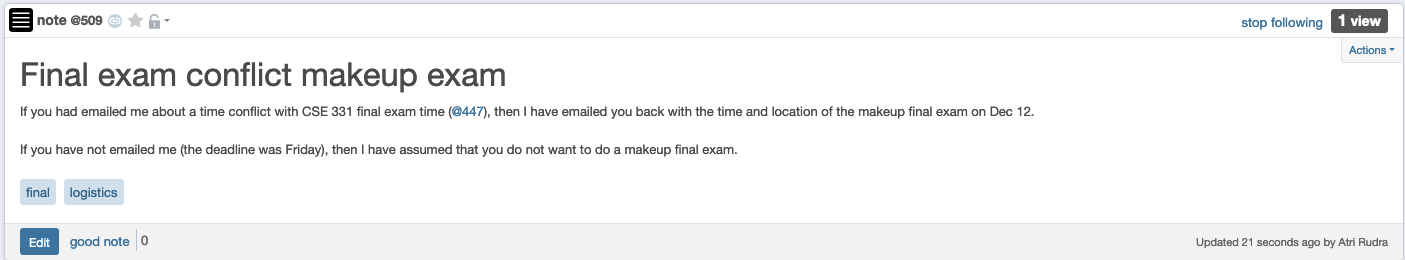 note @509
stop following 1 view
Actions
Final exam conflict makeup exam
If you had emailed me about a time conflict with CSE 331 final exam time (@447), then I have emailed you back with the time and location of the makeup final exam on Dec 12.
If you have not emailed me (the deadline was Friday), then I have assumed that you do not want to do a makeup final exam.
final logistics
Edit good note 0
Updated 21 seconds ago by Atri Rudra